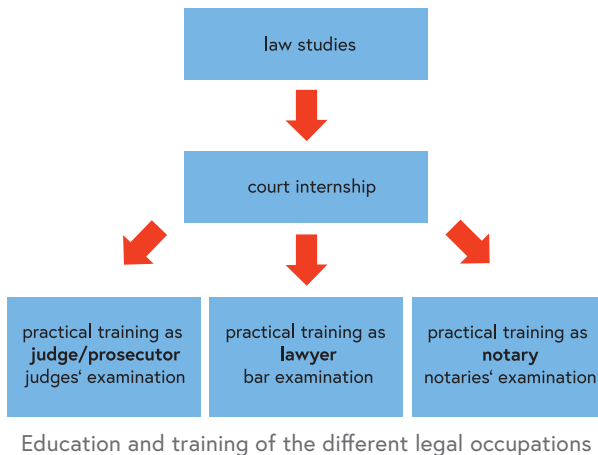 law studies
court internship
practical training as
judge/prosecutor
judges‘ examination
practical training as
lawyer
bar examination
practical training as
notary
notaries‘ examination
Education and training of the different legal occupations